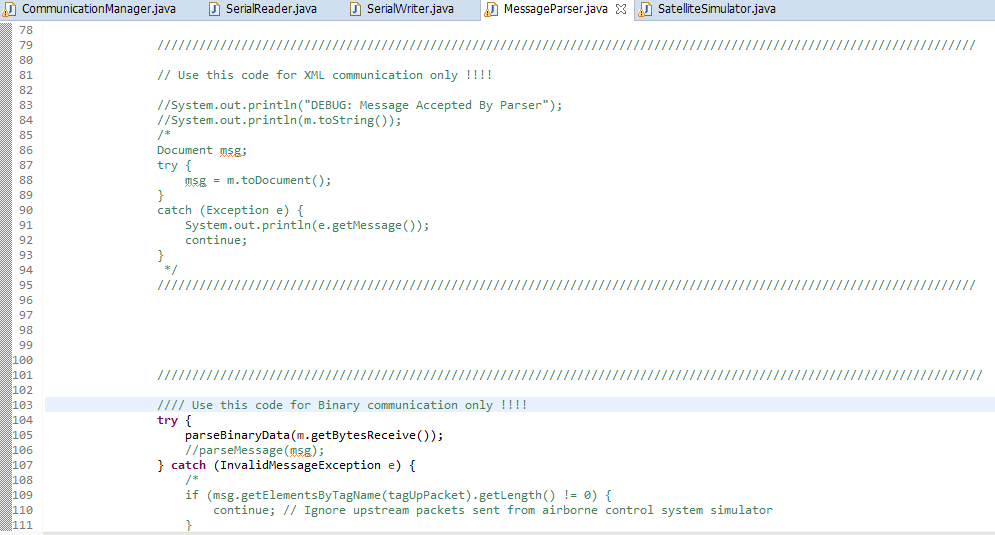 CommunicationManager.java SerialReader.java SerialWriter.java MessageParser.java SatelliteSimulator.java
78
79 /////////////////////////////////////////////////////////////////////////////////////////////////////////////////////
80
81 // Use this code for XML communication only !!!!
82
83 //System.out.println("DEBUG: Message Accepted By Parser");
84 //System.out.println(m.toString());
85 /*
86 Document msg;
87 try {
88 msg = m.toDocument();
89 }
90 catch (Exception e) {
91 System.out.println(e.getMessage());
92 continue;
93 }
94 */
95 /////////////////////////////////////////////////////////////////////////////////////////////////////////////////////
96
97
98
99
100
101 //////////////////////////////////////////////////////////////////////////////////////////////////////////////////////
102
103 //// Use this code for Binary communication only !!!!
104 try {
105 parseBinaryData(m.getBytesReceive());
106 //parseMessage(msg);
107 } catch (InvalidMessageException e) {
108 /*
109 if (msg.getElementsByTagName(tagUpPacket).getLength() != 0) {
110 continue; // Ignore upstream packets sent from airborne control system simulator
111 }